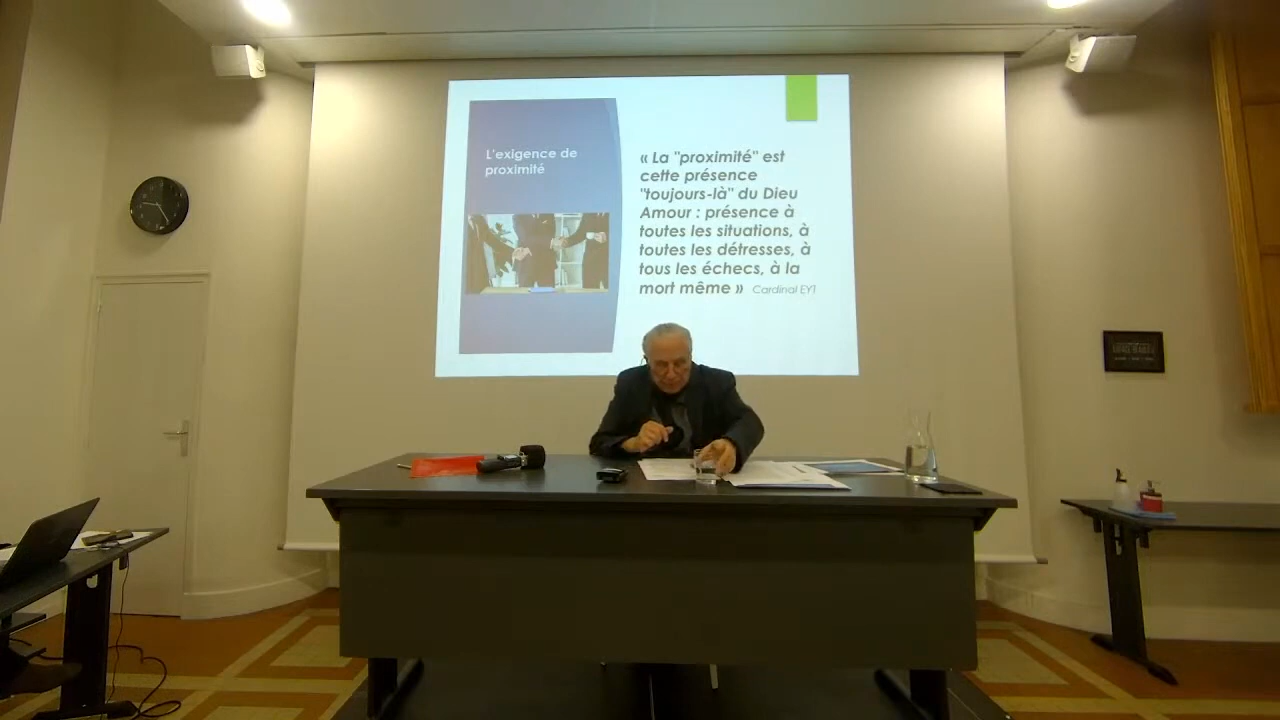 L'exigence de
proximité
« La "proximité" est
cette présence
"toujours-là" du Dieu
Amour : présence à
toutes les situations, à
toutes les détresses, à
tous les échecs, à la
mort même » Cardinal EYT